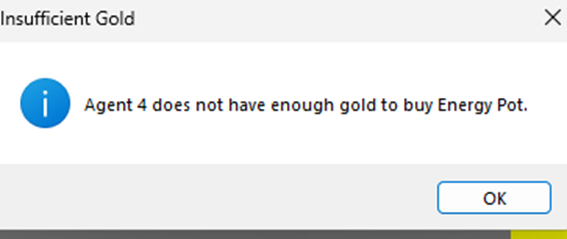 Insufficient Gold
Agent 4 does not have enough gold to buy Energy Pot.
OK